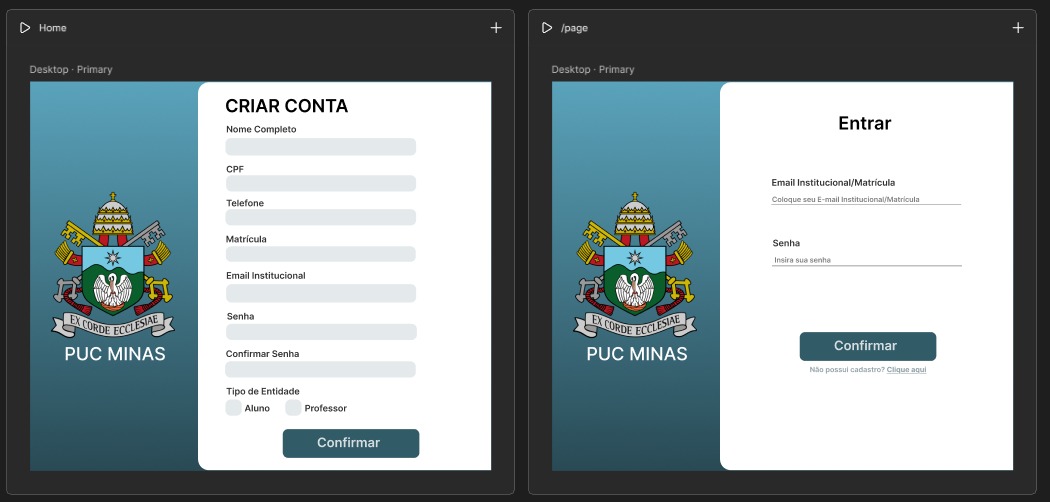 Home
Desktop · Primary
EX CORDE ECCLESIAE
PUC MINAS
CRIAR CONTA
Nome Completo
CPF
Telefone
Matrícula
Email Institucional
Senha
Confirmar Senha
Tipo de Entidade
Aluno
Professor
Confirmar
/page
Desktop · Primary
EX CORDE ECCLESIAE
PUC MINAS
Entrar
Email Institucional/Matrícula
Coloque seu E-mail Institucional/Matrícula
Senha
Insira sua senha
Confirmar
Não possui cadastro? Clique aqui